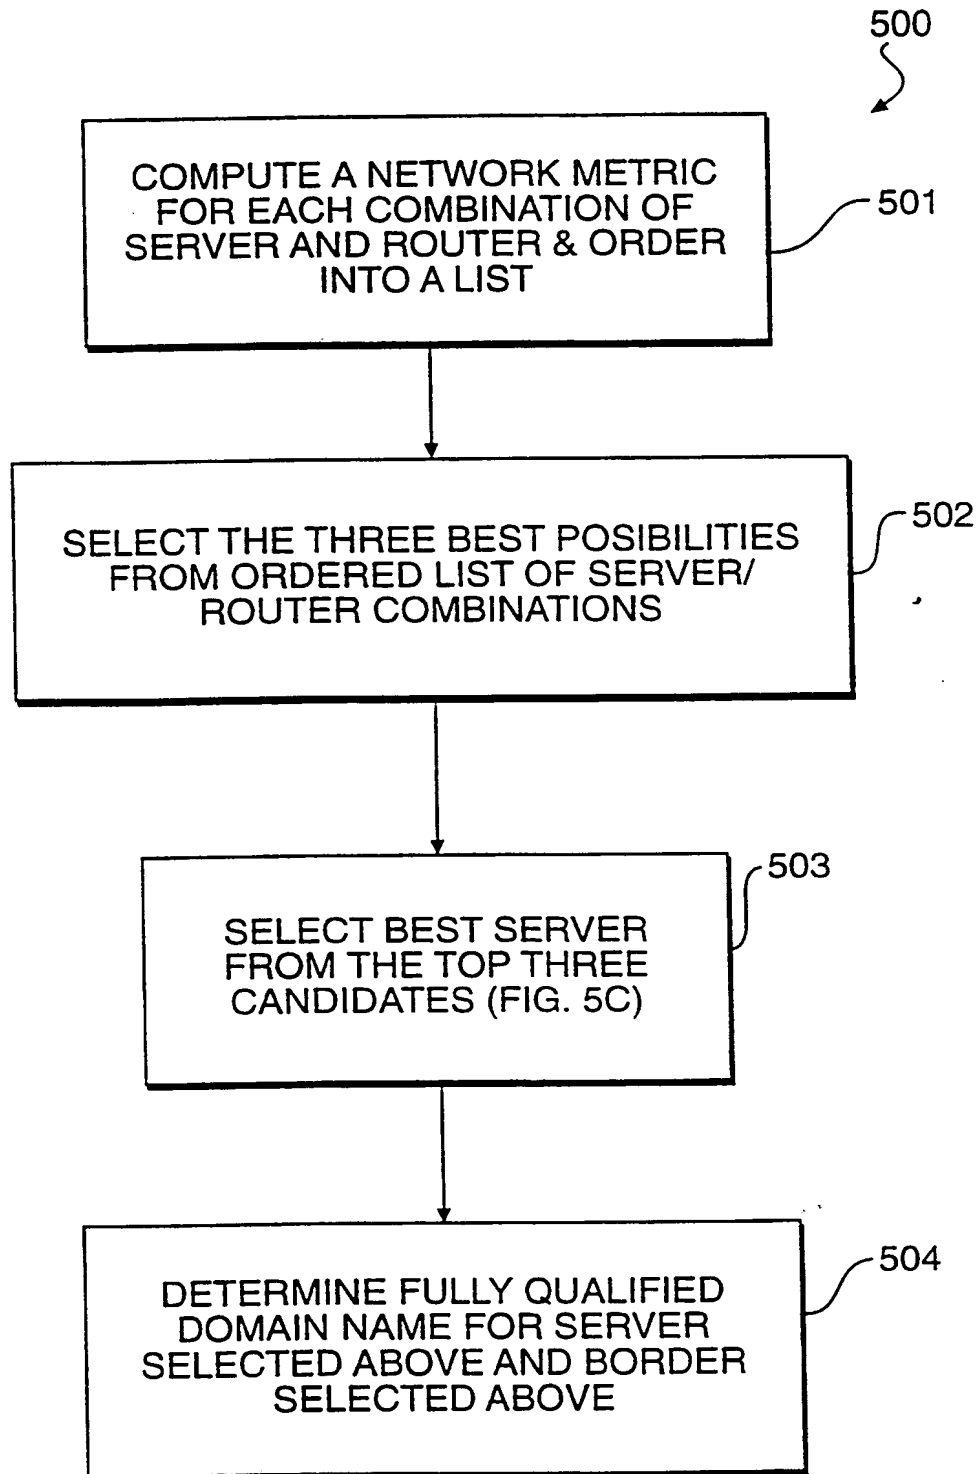 500
COMPUTE A NETWORK METRIC
FOR EACH COMBINATION OF
SERVER AND ROUTER & ORDER
INTO A LIST
501
SELECT THE THREE BEST POSIBILITIES
FROM ORDERED LIST OF SERVER/
ROUTER COMBINATIONS
502
SELECT BEST SERVER
FROM THE TOP THREE
CANDIDATES (FIG. 5C)
503
DETERMINE FULLY QUALIFIED
DOMAIN NAME FOR SERVER
SELECTED ABOVE AND BORDER
SELECTED ABOVE
504